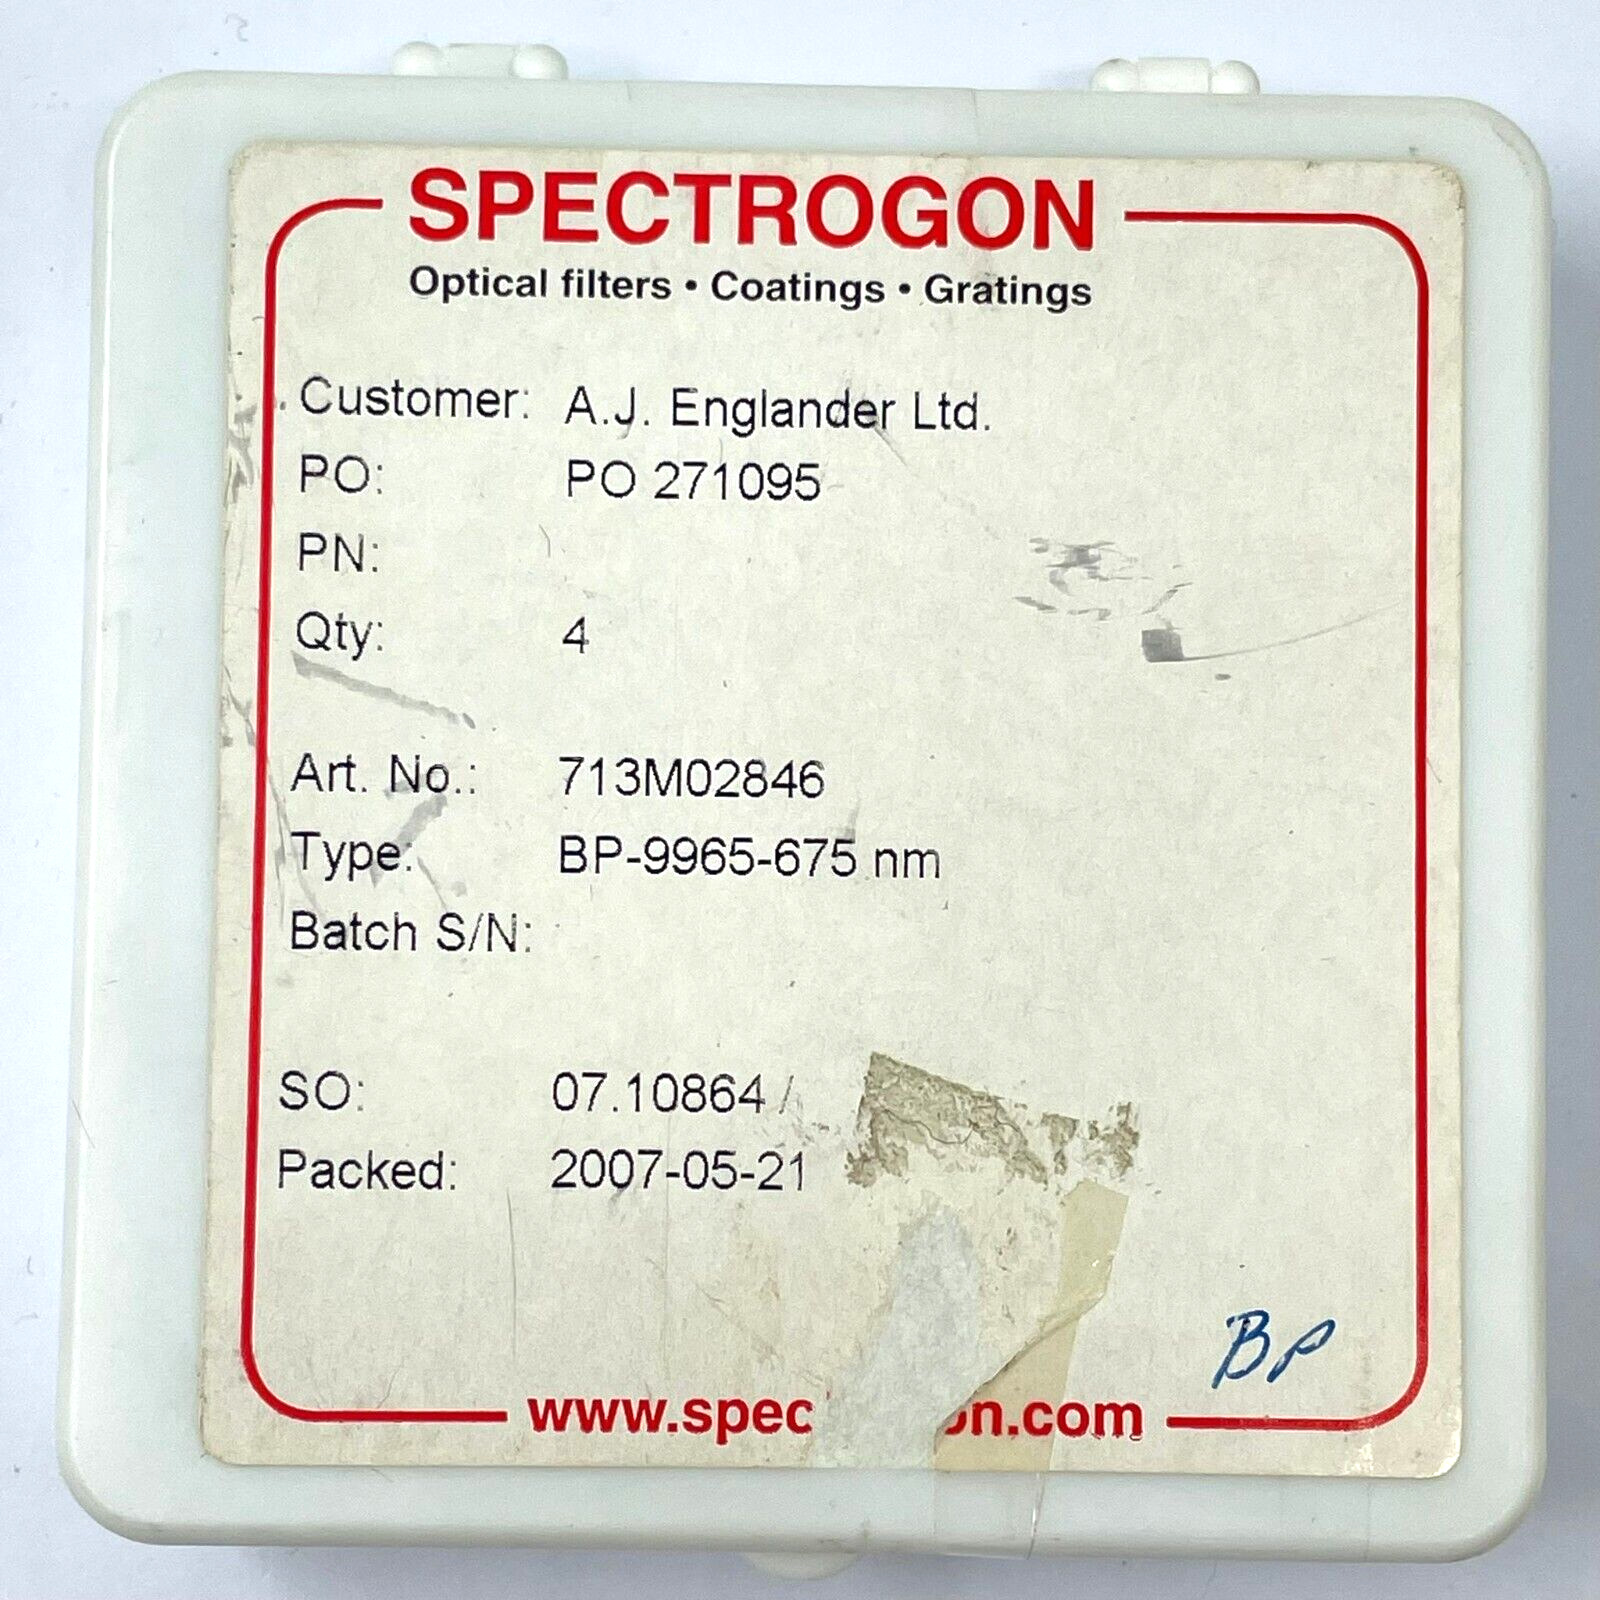 SPECTROGON
Optical filters • Coatings • Gratings
Customer: A.J. Englander Ltd.
PO: PO 271095
PN:
Qty: 4
Art. No.: 713M02846
Type: BP-9965-675 nm
Batch S/N:
SO: 07.10864 /
Packed: 2007-05-21
BP
www.spec on.com